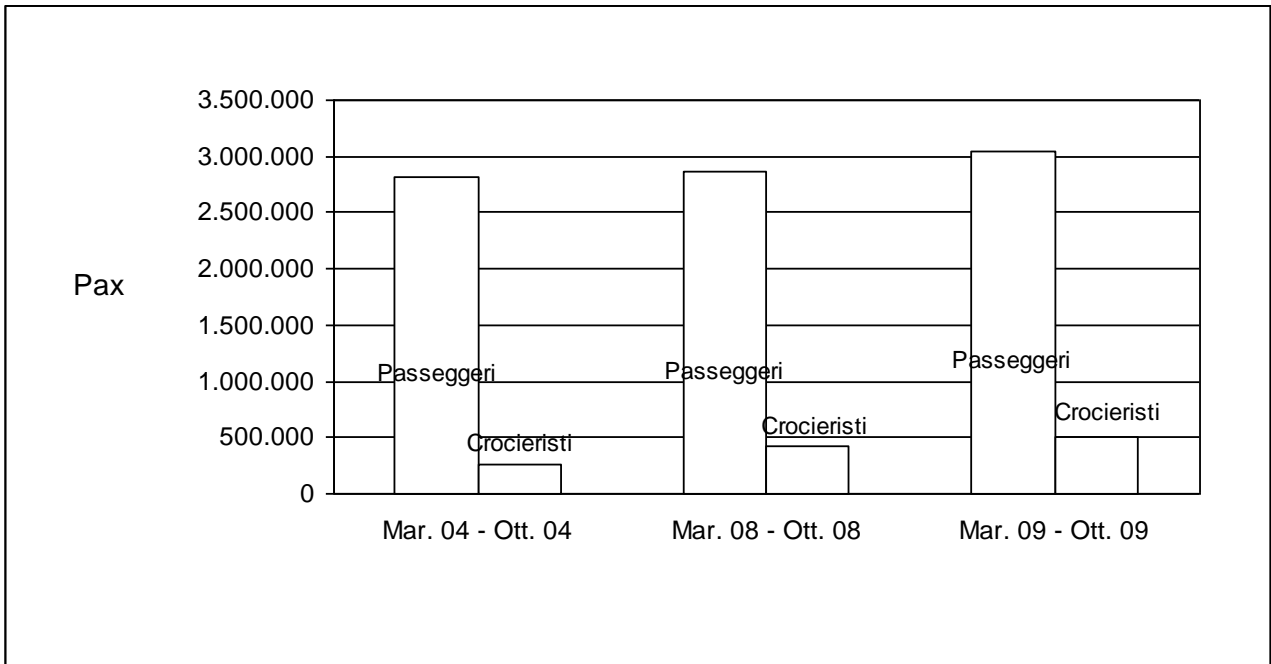 3.500.000
3.000.000
2.500.000
2.000.000
1.500.000
1.000.000
500.000
0
Pax
Passeggeri
Crocieristi
Passeggeri
Crocieristi
Passeggeri
Crocieristi
Mar. 04 - Ott. 04
Mar. 08 - Ott. 08
Mar. 09 - Ott. 09